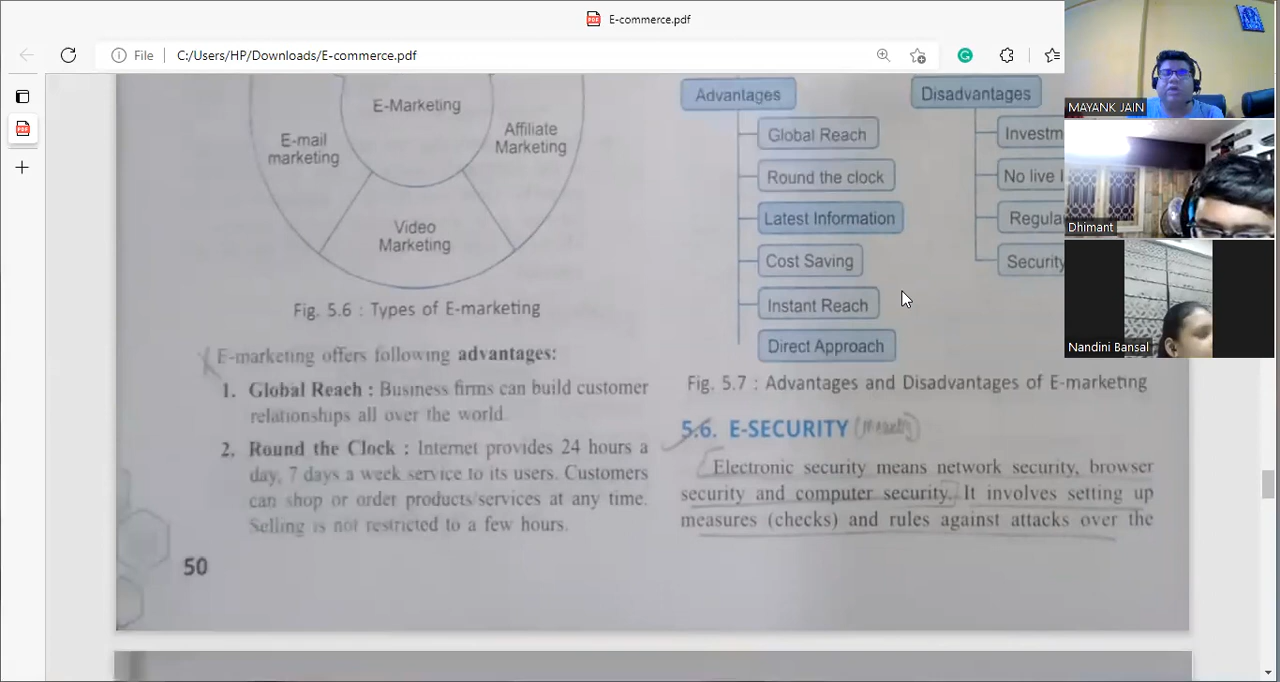 E-commerce.pdf
File
C:/Users/HP/Downloads/E-commerce.pdf
E-Marketing
E-mail
marketing
Affiliate
Marketing
Video
Marketing
Fig. 5.6 : Types of E-marketing
E-marketing offers following advantages:
1. Global Reach : Business firms can build customer
relationships all over the world.
2. Round the Clock : Internet provides 24 hours a
day, 7 days a week service to its users. Customers
can shop or order products/services at any time.
Selling is not restricted to a few hours.
50
Advantages
Global Reach
Round the clock
Latest Information
Cost Saving
Instant Reach
Direct Approach
Disadvantages
Investm
No live
Regula
Security
Fig. 5.7 : Advantages and Disadvantages of E-marketing
5.6. E-SECURITY
Electronic security means network security, browser
security and computer security. It involves setting up
measures (checks) and rules against attacks over the
MAYANK JAIN
Dhimant
Nandini Bansal